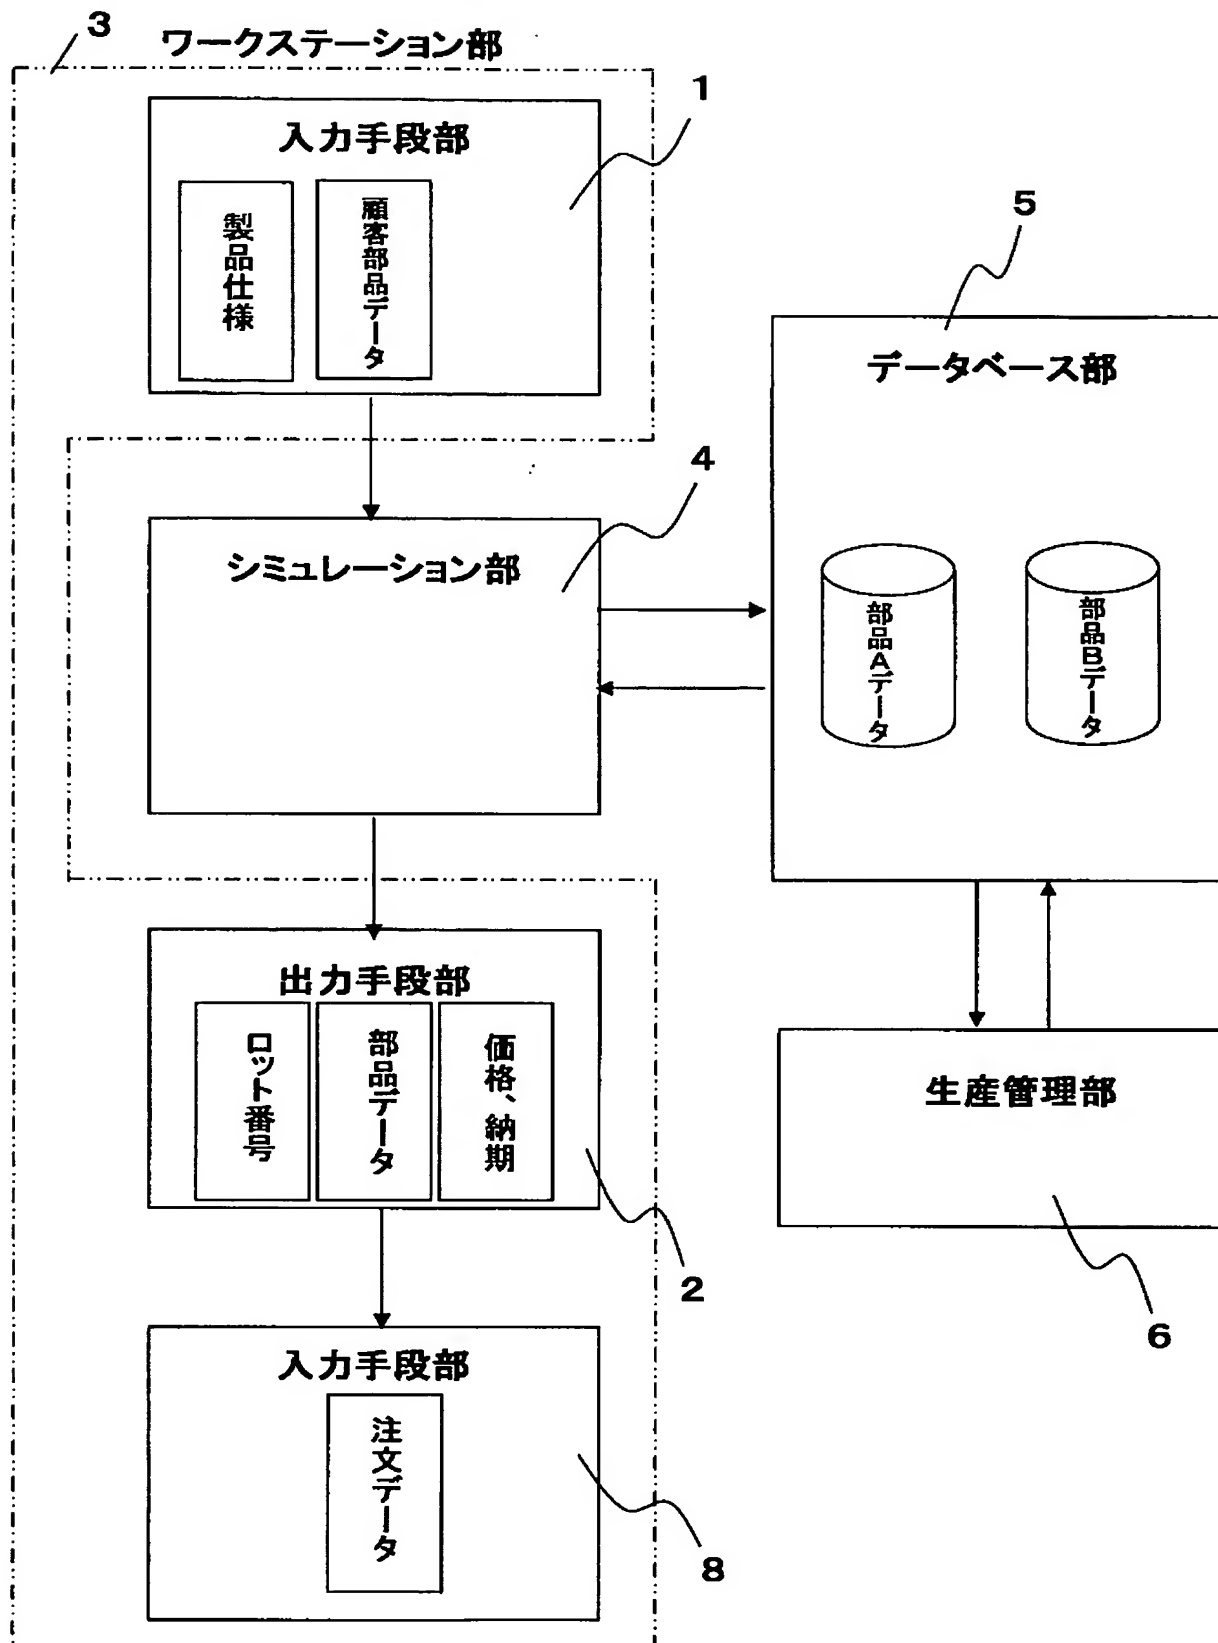 3
ワークステーション部
1
入力手段部
製品仕様
顧客部品データ
5
データベース部
4
シミュレーション部
部品Aデータ
部品Bデータ
出力手段部
ロット番号
部品データ
価格、納期
生産管理部
2
6
入力手段部
注文データ
8